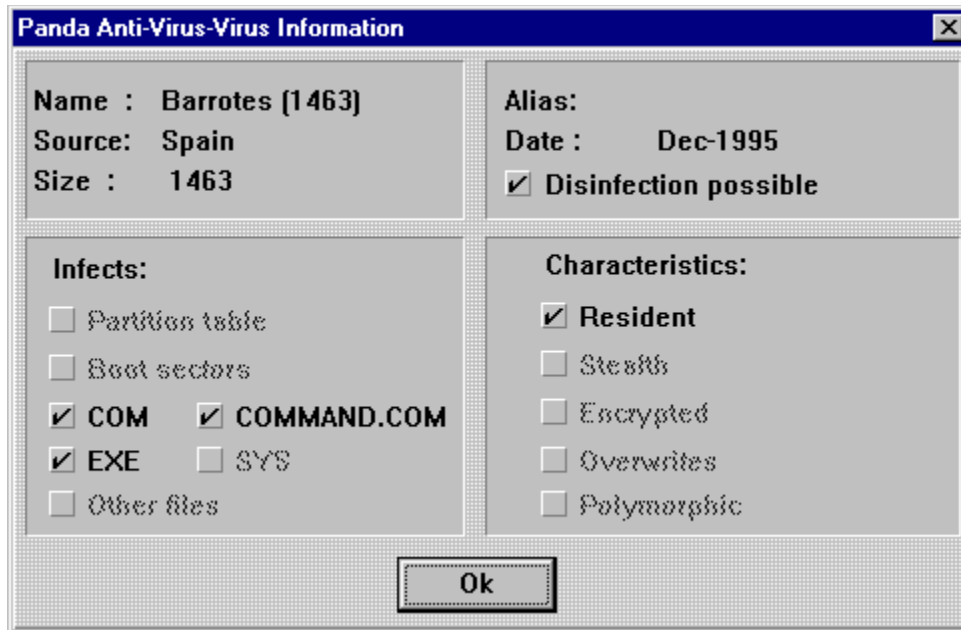 Panda Anti-Virus-Virus Information
Name : Barrotes (1463)
Source: Spain
Size : 1463
Alias:
Date : Dec-1995
Disinfection possible
Infects:
Partition table
Boot sectors
COM COMMAND.COM
EXE SYS
Other files
Characteristics:
Resident
Stealth
Encrypted
Overwrites
Polymorphic
Ok